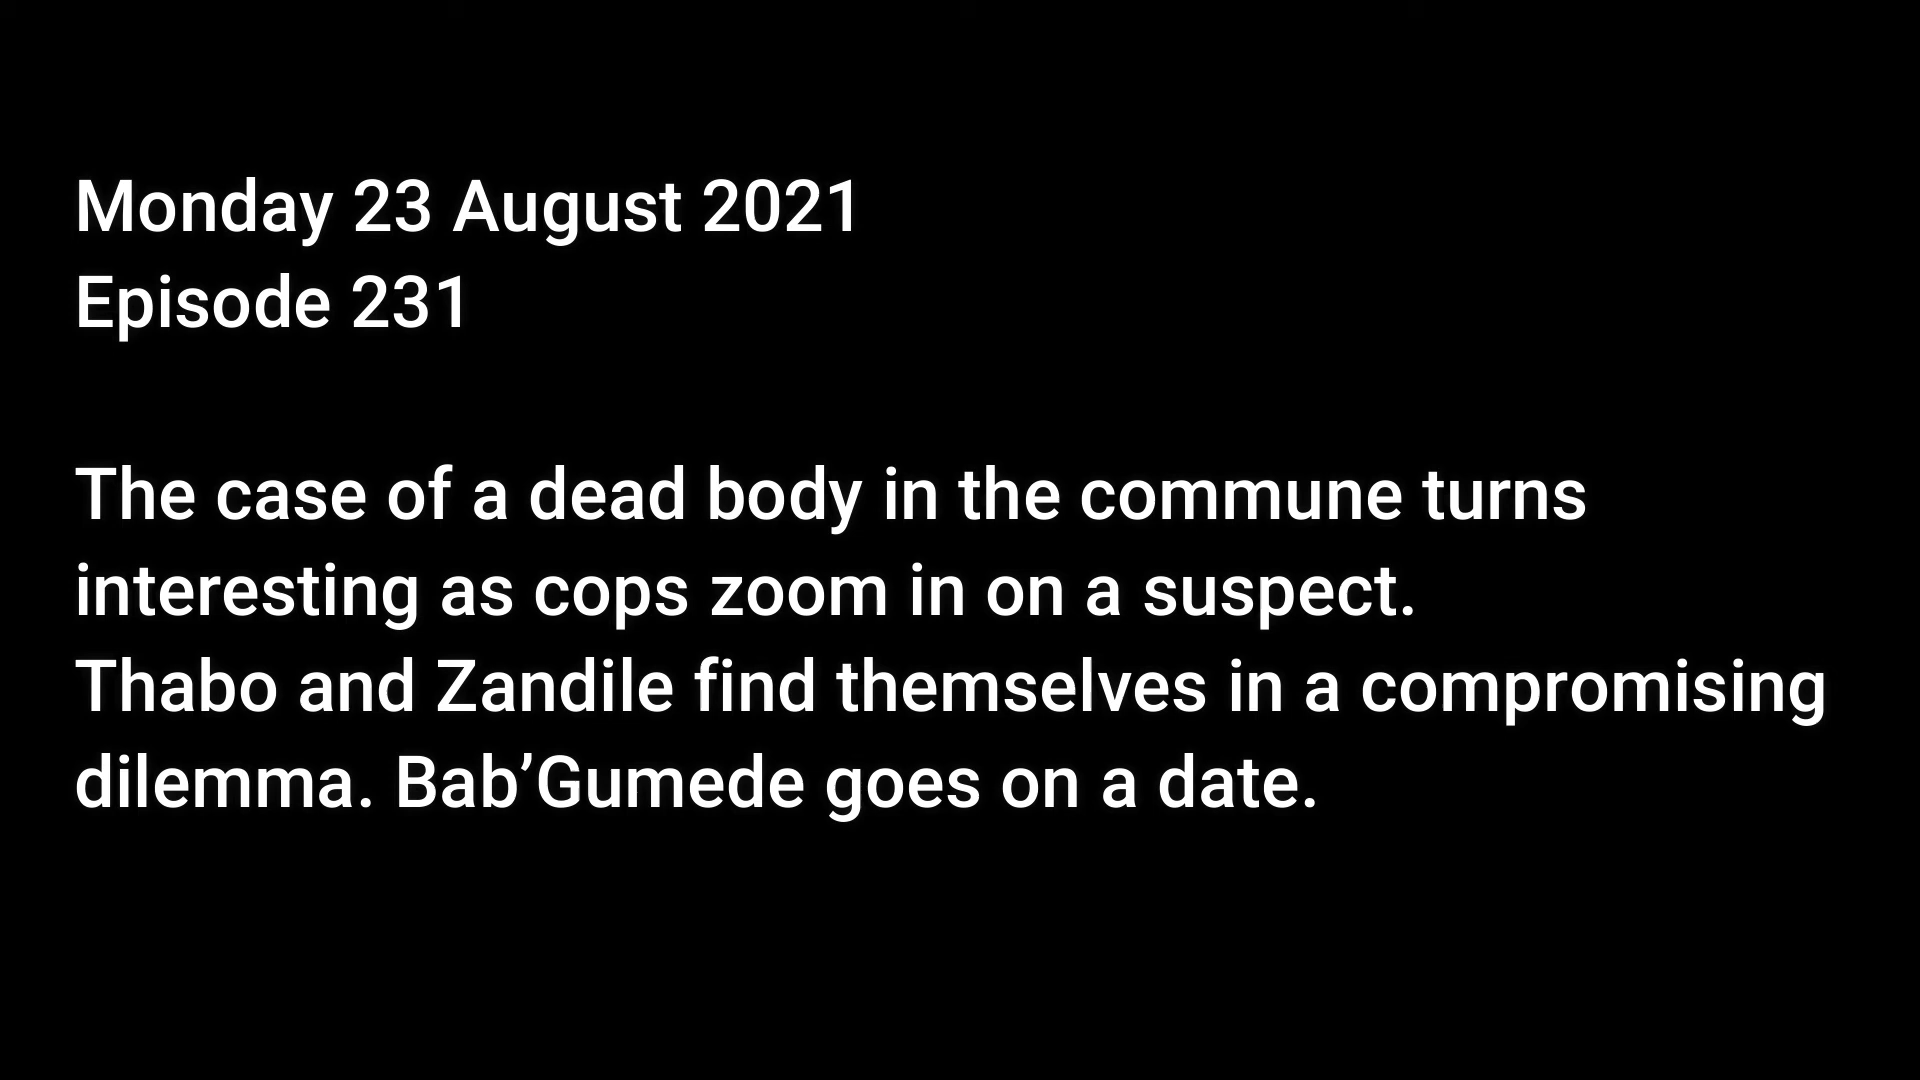 Monday 23 August 2021
Episode 231
The case of a dead body in the commune turns
interesting as cops zoom in on a suspect.
Thabo and Zandile find themselves in a compromising
dilemma. Bab’Gumede goes on a date.